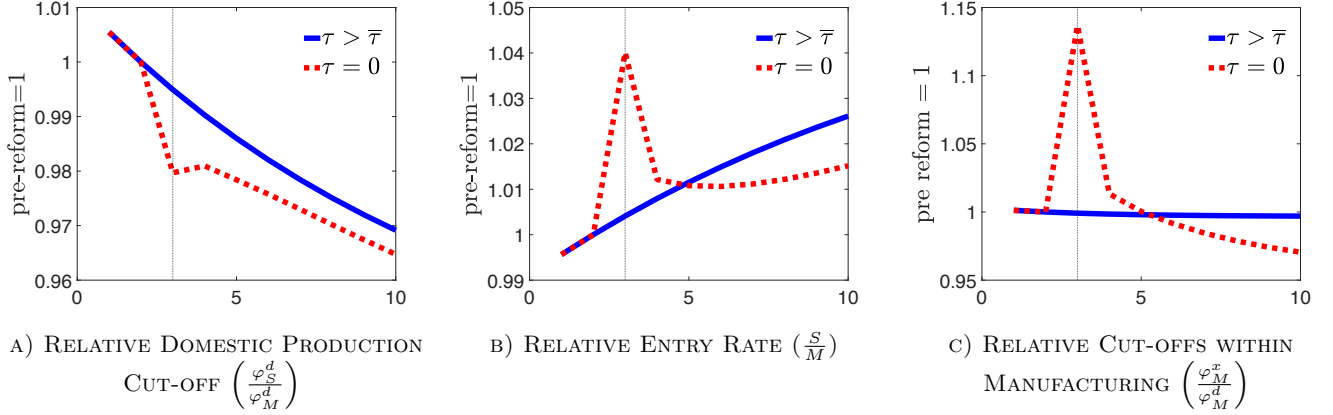 1.01
1
0.99
0.98
0.97
0.96
pre-reform=1
0
5
10
τ > τ̅
τ = 0
A) RELATIVE DOMESTIC PRODUCTION
CUT-OFF (φ_S^d / φ_M^d)
1.05
1.04
1.03
1.02
1.01
1
0.99
pre-reform=1
0
5
10
τ > τ̅
τ = 0
B) RELATIVE ENTRY RATE (S/M)
1.15
1.1
1.05
1
0.95
pre reform = 1
0
5
10
τ > τ̅
τ = 0
C) RELATIVE CUT-OFFS WITHIN
MANUFACTURING (φ_M^x / φ_M^d)